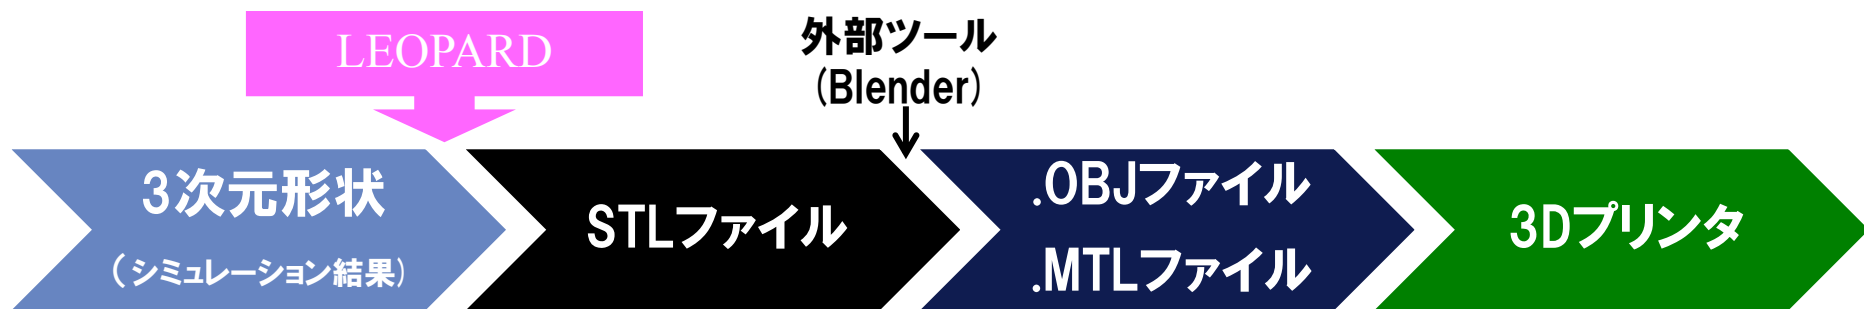 LEOPARD
外部ツール
(Blender)
3次元形状
(シミュレーション結果)
STLファイル
.OBJファイル
.MTLファイル
3Dプリンタ